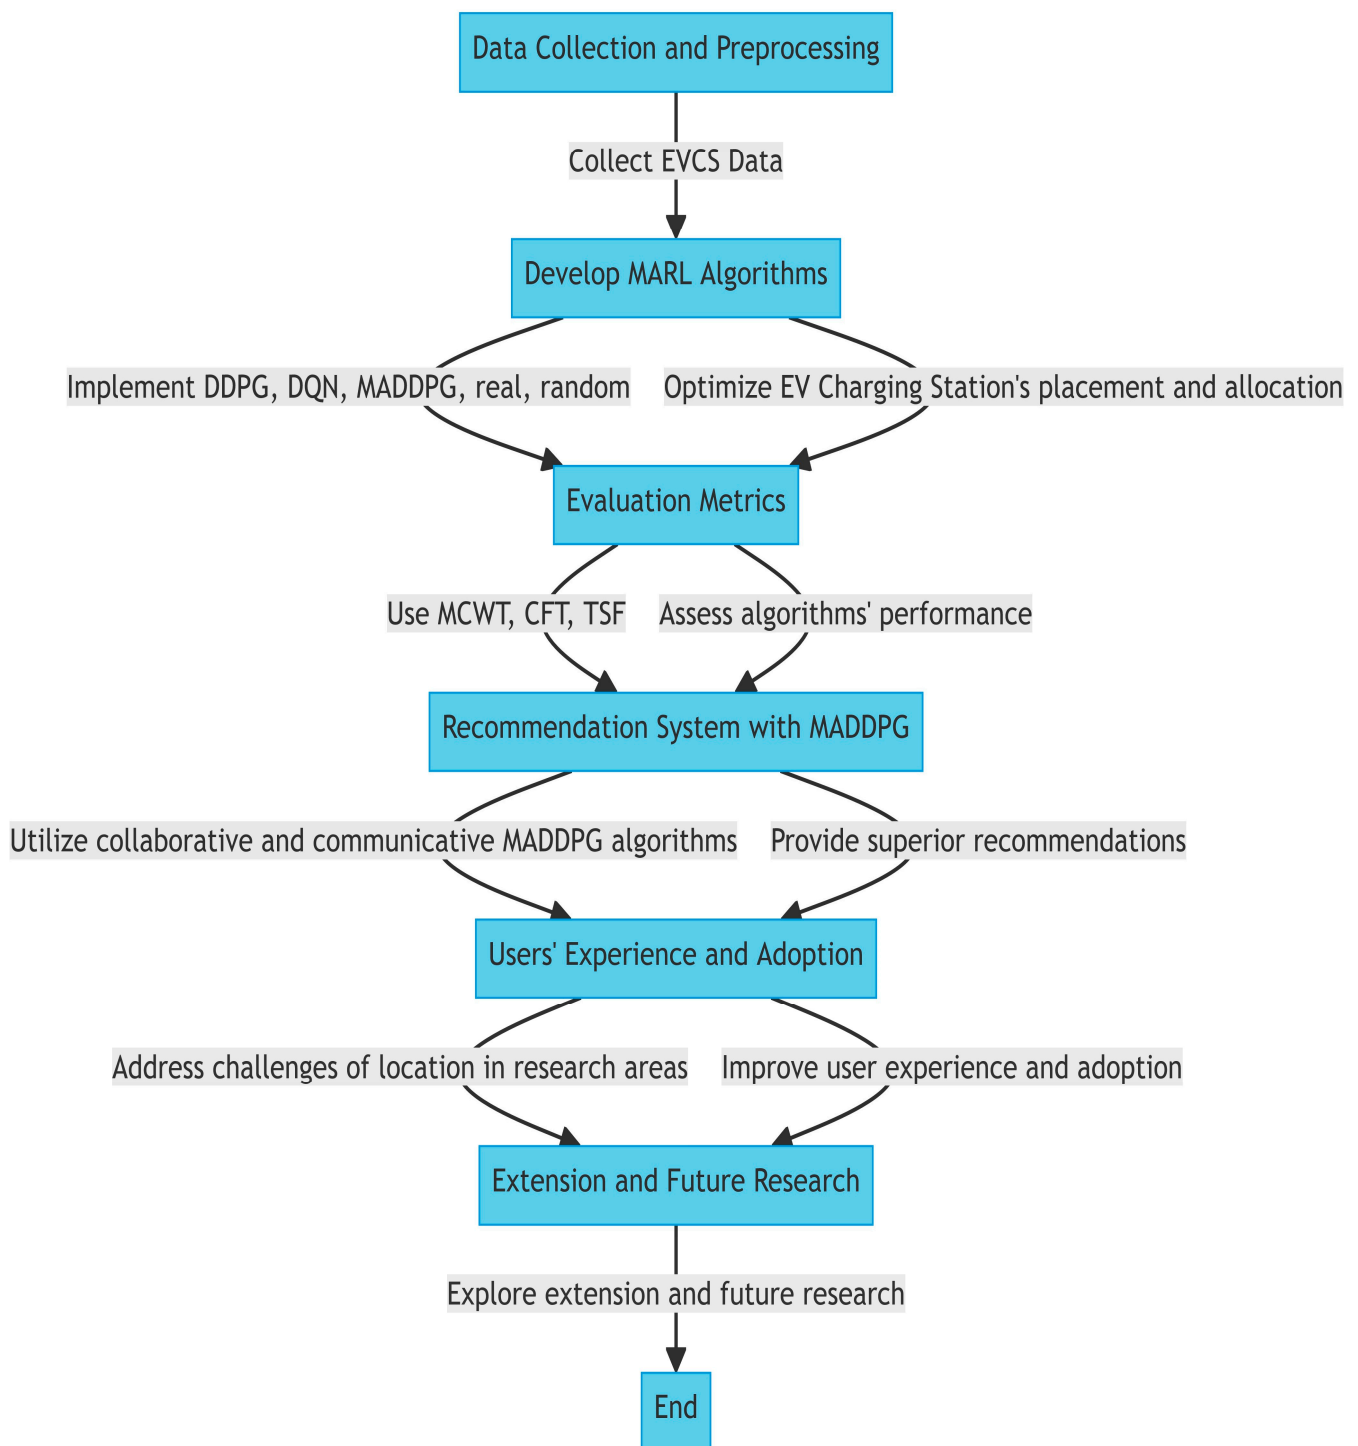 Data Collection and Preprocessing
Collect EVCS Data
Develop MARL Algorithms
Implement DDPG, DQN, MADDPG, real, random
Optimize EV Charging Station's placement and allocation
Evaluation Metrics
Use MCWT, CFT, TSF
Assess algorithms' performance
Recommendation System with MADDPG
Utilize collaborative and communicative MADDPG algorithms
Provide superior recommendations
Users' Experience and Adoption
Address challenges of location in research areas
Improve user experience and adoption
Extension and Future Research
Explore extension and future research
End